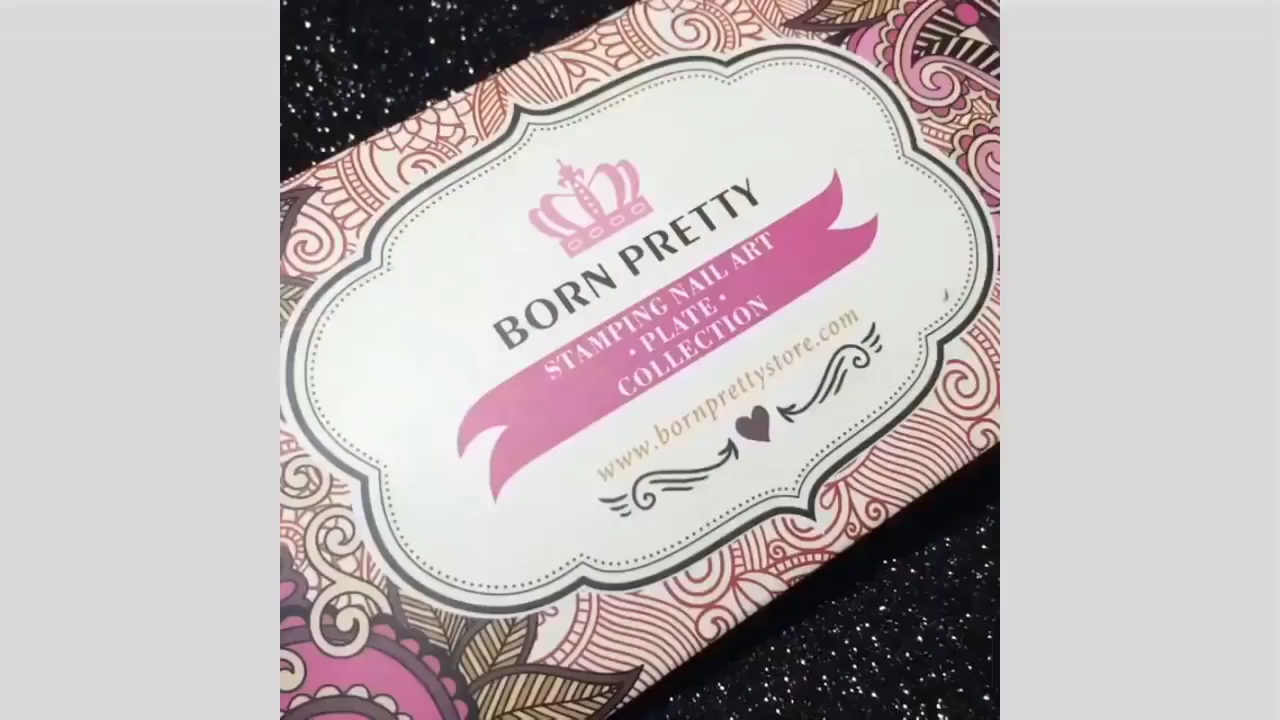 BORN PRETTY
STAMPING NAIL ART
• PLATE •
COLLECTION
www.bornprettystore.com